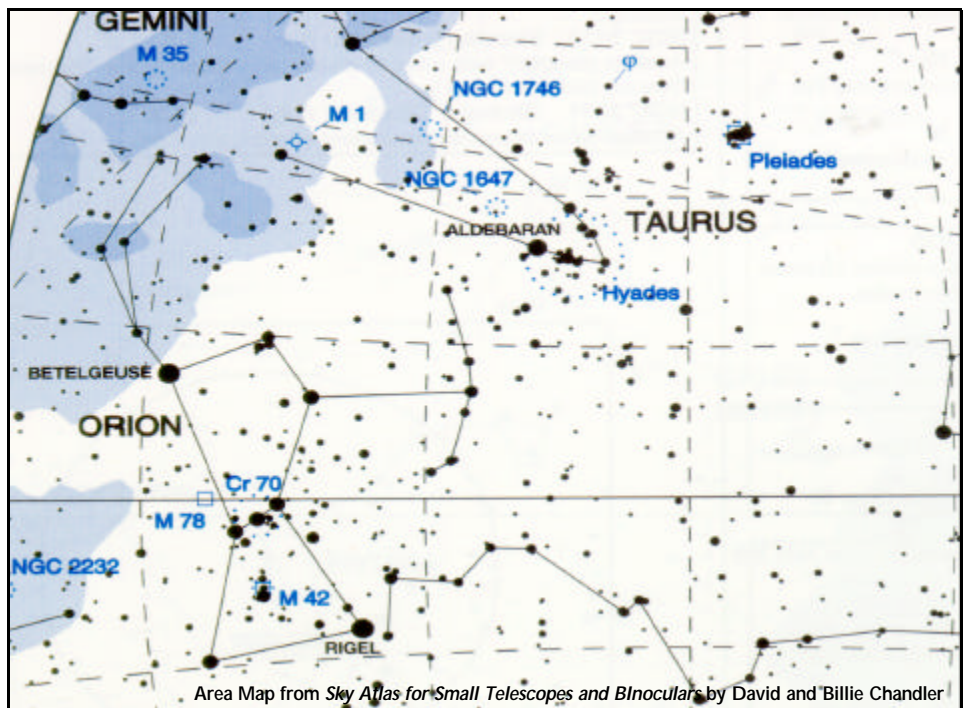 GEMINI
M 35
NGC 1746
φ
M 1
Pleiades
NGC 1647
TAURUS
ALDEBARAN
Hyades
BETELGEUSE
ORION
Cr 70
M 78
NGC 2232
M 42
RIGEL
Area Map from Sky Atlas for Small Telescopes and BInoculars by David and Billie Chandler